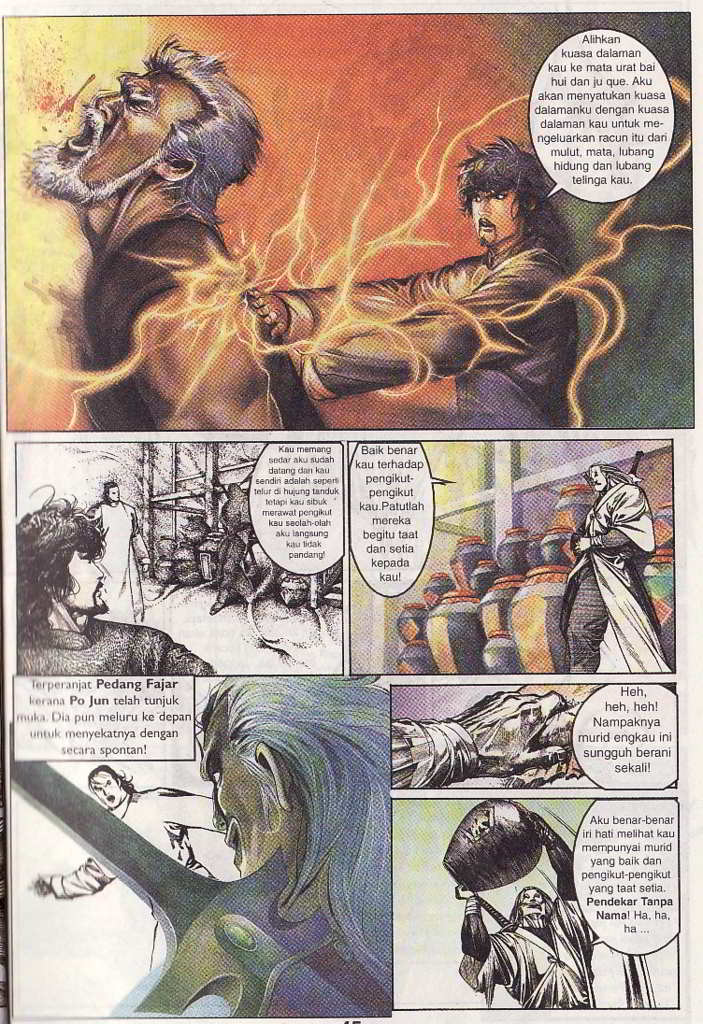 Alihkan
kuasa dalaman
kau ke mata urat bai
hui dan ju que. Aku
akan menyatukan kuasa
dalamanku dengan kuasa
dalaman kau untuk me-
ngeluarkan racun itu dari
mulut, mata, lubang
hidung dan lubang
telinga kau.
Kau memang
sedar aku sudah
datang dan kau
sendiri adalah seperti
telur di hujung tanduk
tetapi kau sibuk
merawat pengikut
kau seolah-olah
aku langsung
kau tidak
pandang!
Baik benar
kau terhadap
pengikut-
pengikut
kau.Patutlah
mereka
begitu taat
dan setia
kepada
kau!
Terperanjat Pedang Fajar
kerana Po Jun telah tunjuk
muka. Dia pun meluru ke depan
untuk menyekatnya dengan
secara spontan!
Heh,
heh, heh!
Nampaknya
murid engkau ini
sungguh berani
sekali!
Aku benar-benar
iri hati melihat kau
mempunyai murid
yang baik dan
pengikut-pengikut
yang taat setia.
Pendekar Tanpa
Nama! Ha, ha,
ha ...